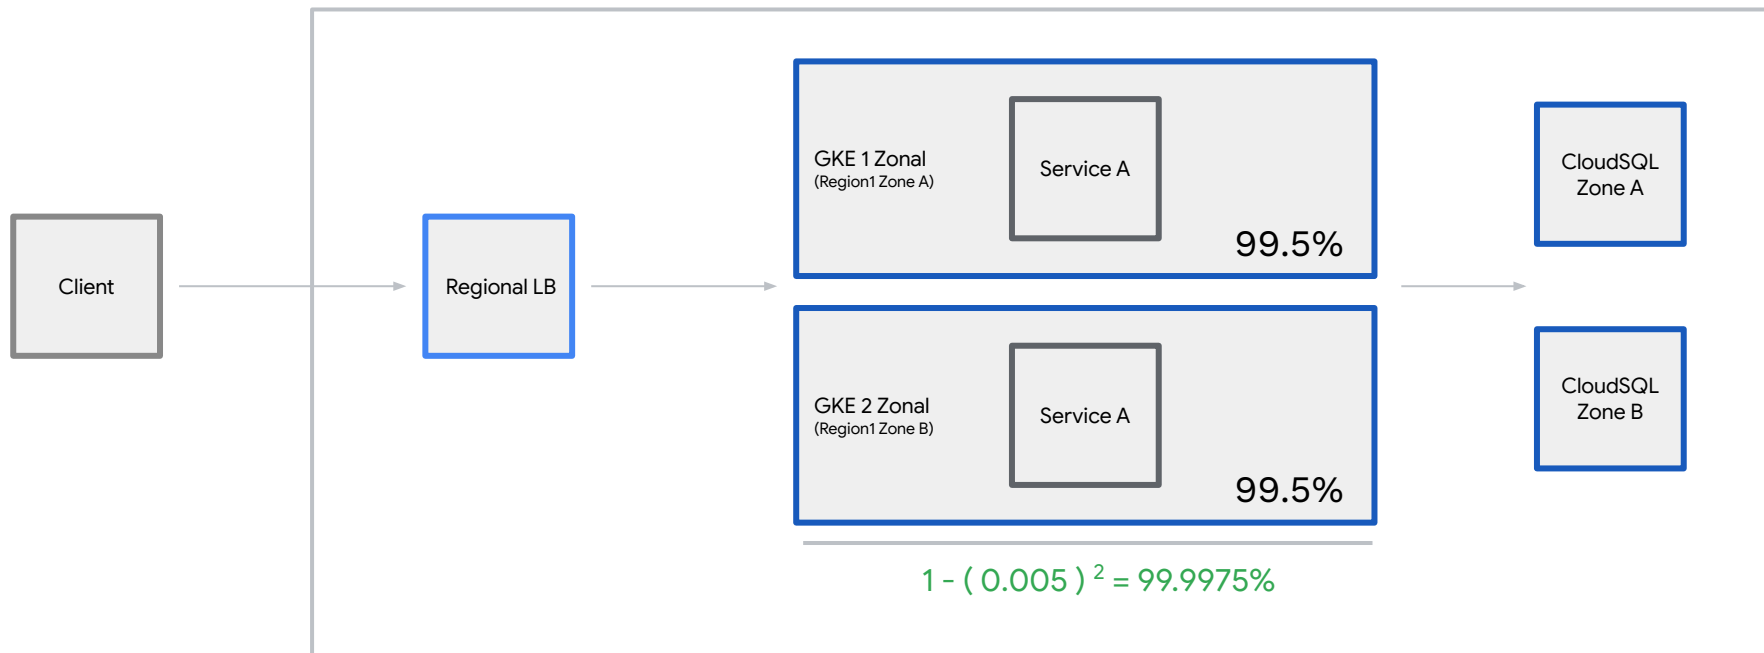 Client
Regional LB
GKE 1 Zonal
(Region1 Zone A)
Service A
99.5%
GKE 2 Zonal
(Region1 Zone B)
Service A
99.5%
1 - ( 0.005 ) ² = 99.9975%
CloudSQL
Zone A
CloudSQL
Zone B